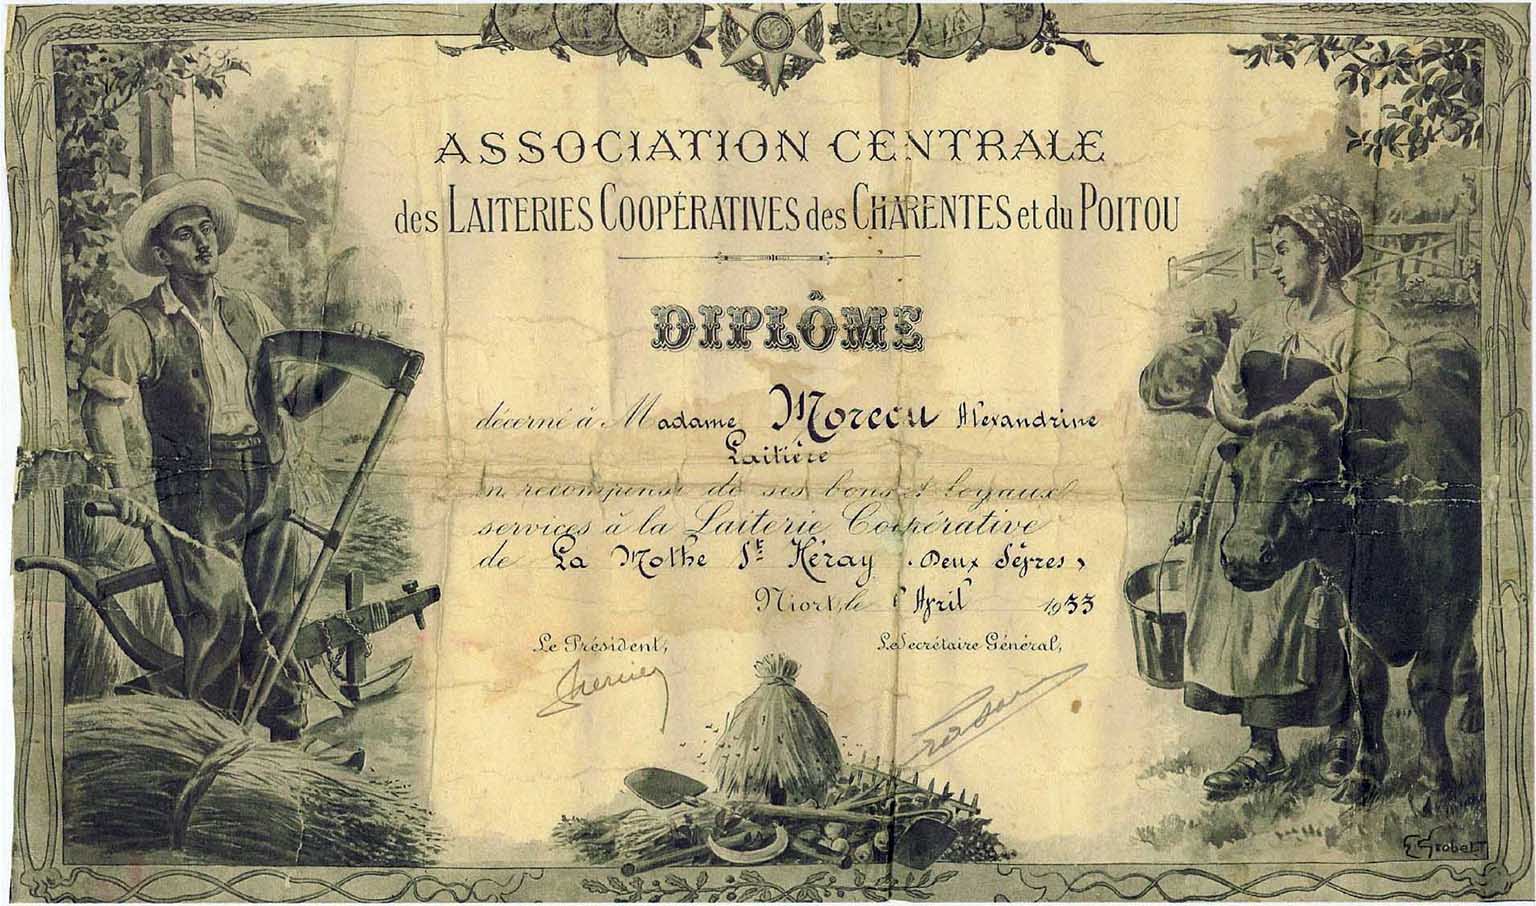 ASSOCIATION CENTRALE
des LAITERIES COOPÉRATIVES des CHARENTES et du POITOU
DIPLÔME
décerné à Madame Moreau Alexandrine
Laitière
en récompense de ses bons et loyaux
services à la Laiterie Coopérative
de La Mothe St Héray . Deux Sèvres ,
Niort, le Avril 1933
Le Président, Le Secrétaire Général,